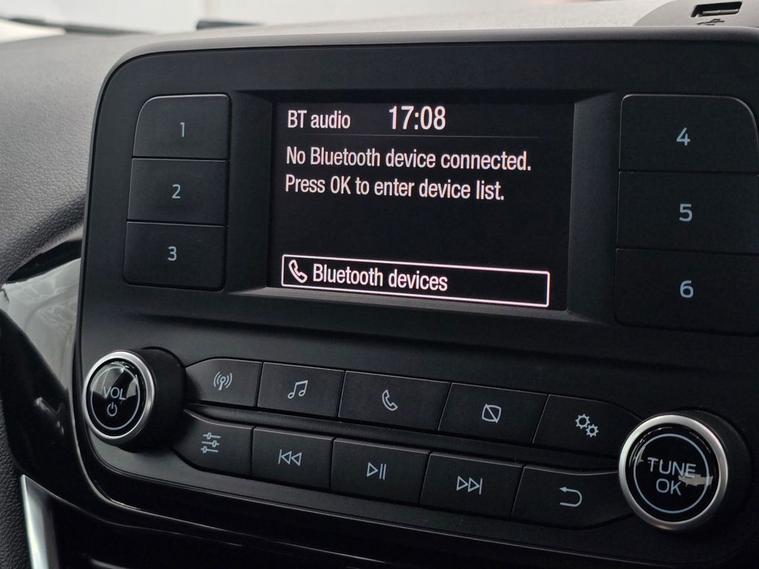 BT audio 17:08
No Bluetooth device connected.
Press OK to enter device list.
Bluetooth devices
1
2
3
4
5
6
VOL
TUNE
OK